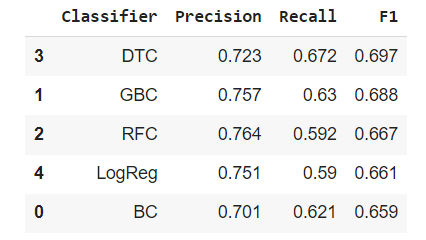 Classifier Precision Recall F1
3 DTC 0.723 0.672 0.697
1 GBC 0.757 0.63 0.688
2 RFC 0.764 0.592 0.667
4 LogReg 0.751 0.59 0.661
0 BC 0.701 0.621 0.659